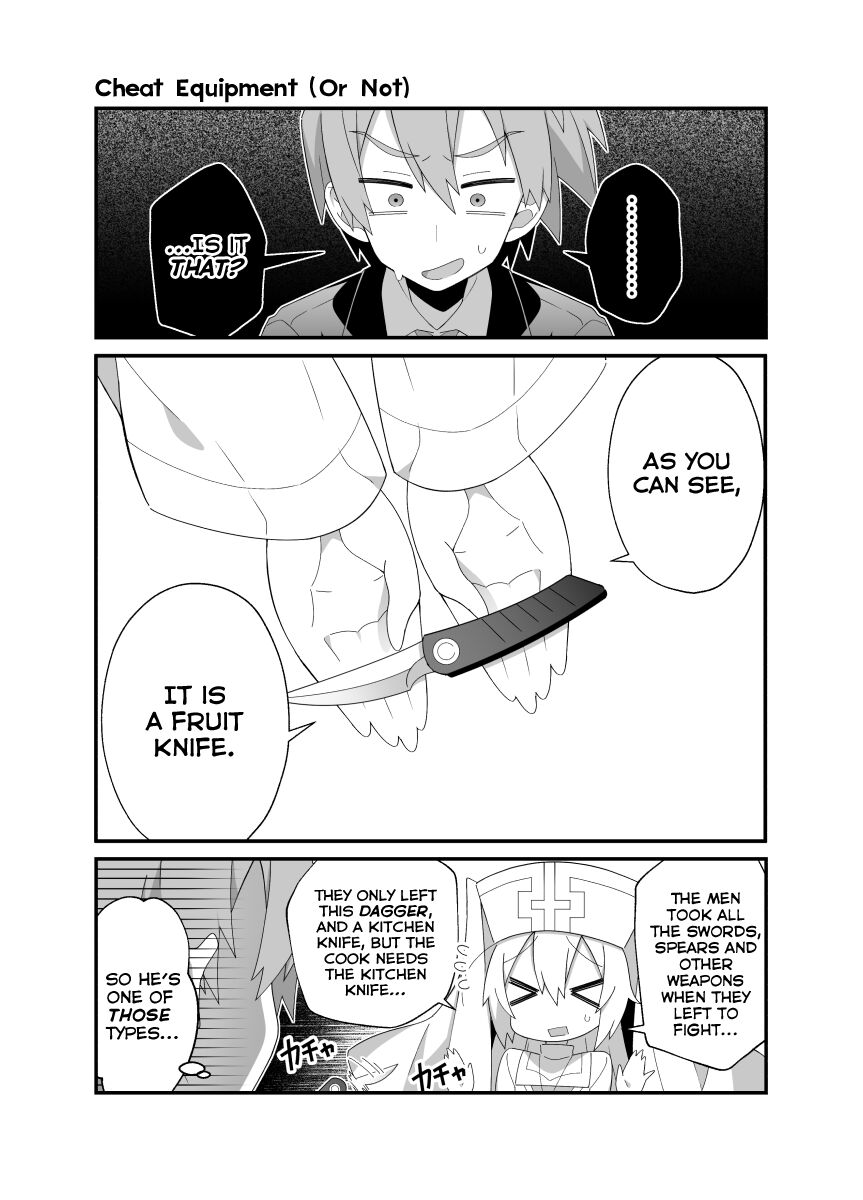 Cheat Equipment (Or Not)
...IS IT
THAT?
AS YOU
CAN SEE,
IT IS
A FRUIT
KNIFE.
THE MEN
TOOK ALL
THE SWORDS,
SPEARS AND
OTHER
WEAPONS
WHEN THEY
LEFT TO
FIGHT...
THEY ONLY LEFT
THIS DAGGER,
AND A KITCHEN
KNIFE, BUT THE
COOK NEEDS
THE KITCHEN
KNIFE...
カチャ
カチャ
SO HE'S
ONE OF
THOSE
TYPES...